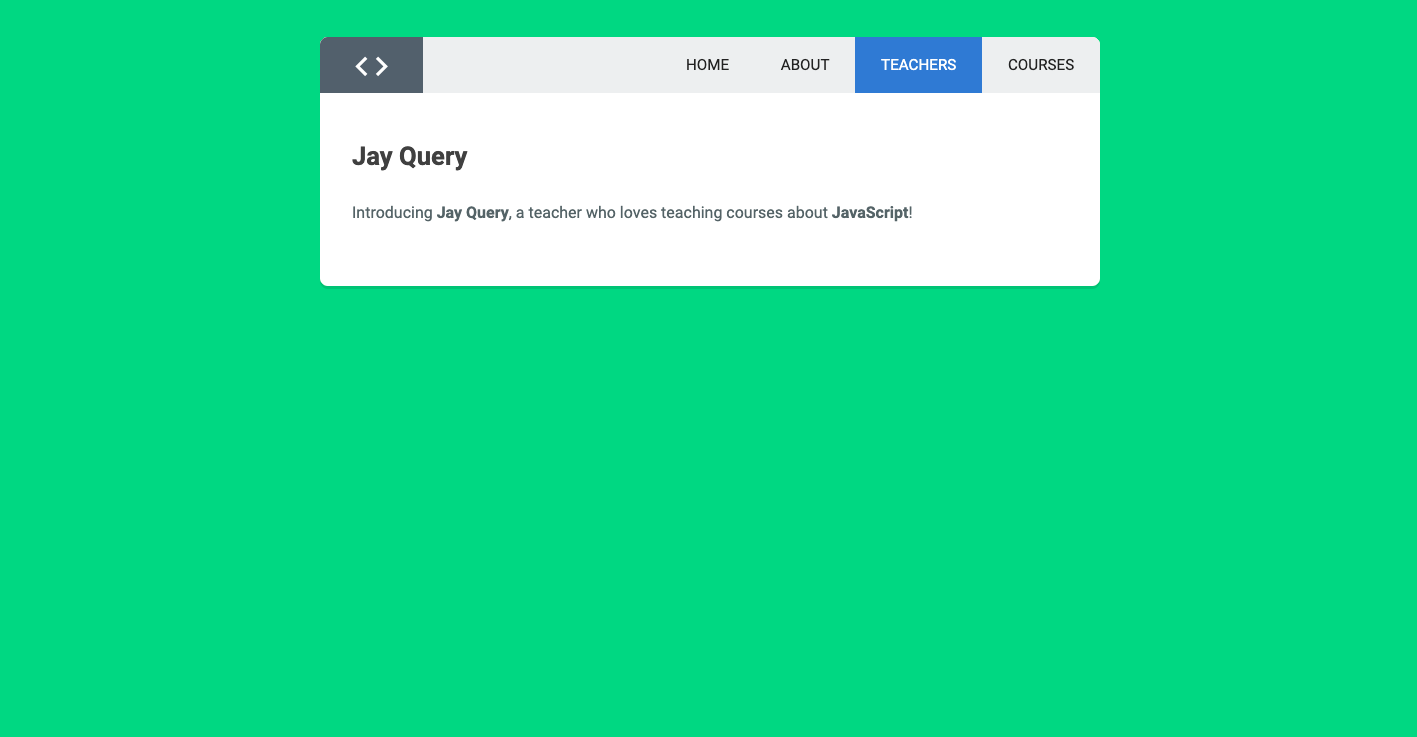 <> HOME ABOUT TEACHERS COURSES
Jay Query
Introducing Jay Query, a teacher who loves teaching courses about JavaScript!